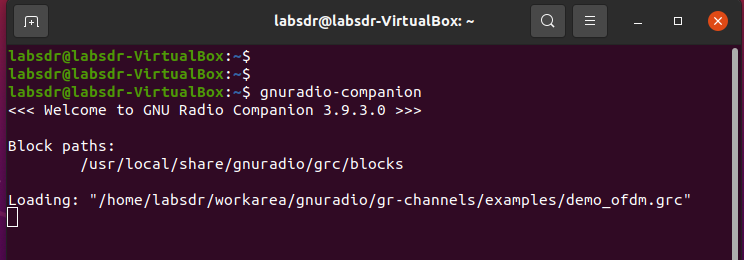 labsdr@labsdr-VirtualBox: ~
labsdr@labsdr-VirtualBox:~$
labsdr@labsdr-VirtualBox:~$
labsdr@labsdr-VirtualBox:~$ gnuradio-companion
<<< Welcome to GNU Radio Companion 3.9.3.0 >>>
Block paths:
/usr/local/share/gnuradio/grc/blocks
Loading: "/home/labsdr/workarea/gnuradio/gr-channels/examples/demo_ofdm.grc"